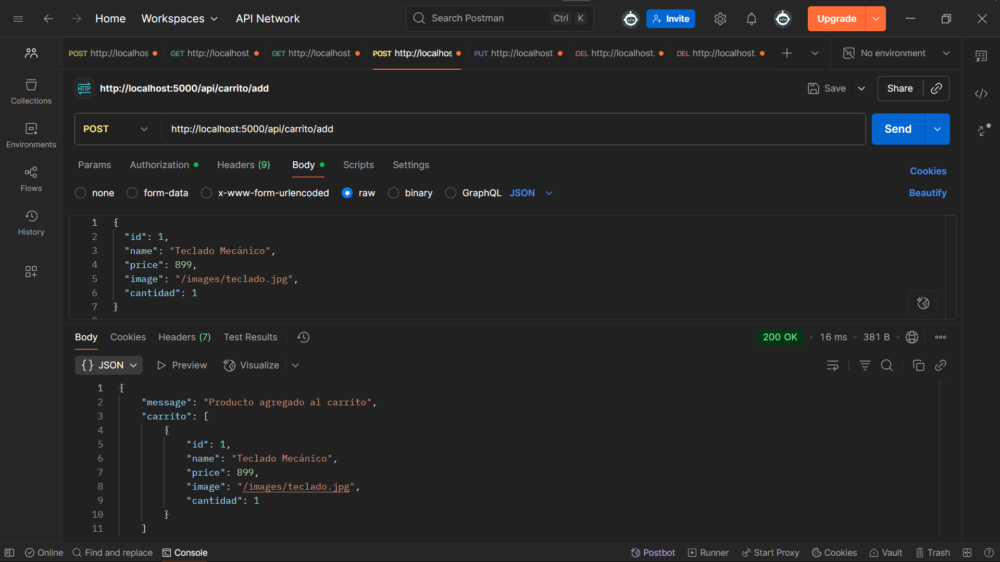 Home Workspaces API Network Search Postman Ctrl K Invite Upgrade
POST http://localhos GET http://localhost. GET http://localhost POST http://localhos PUT http://localhost DEL http://localhost: DEL http://localhost. No environment
HTTP http://localhost:5000/api/carrito/add Save Share
Collections
POST http://localhost:5000/api/carrito/add Send
Environments
Params Authorization Headers (9) Body Scripts Settings Cookies
Flows
none form-data x-www-form-urlencoded raw binary GraphQL JSON Beautify
History
1 {
2 "id": 1,
3 "name": "Teclado Mecánico",
4 "price": 899,
5 "image": "/images/teclado.jpg",
6 "cantidad": 1
7 }
Body Cookies Headers (7) Test Results 200 OK • 16 ms • 381 B •
{} JSON Preview Visualize
1 {
2 "message": "Producto agregado al carrito",
3 "carrito": [
4 {
5 "id": 1,
6 "name": "Teclado Mecánico",
7 "price": 899,
8 "image": "/images/teclado.jpg",
9 "cantidad": 1
10 }
11 ]
Online Find and replace Console Postbot Runner Start Proxy Cookies Vault Trash